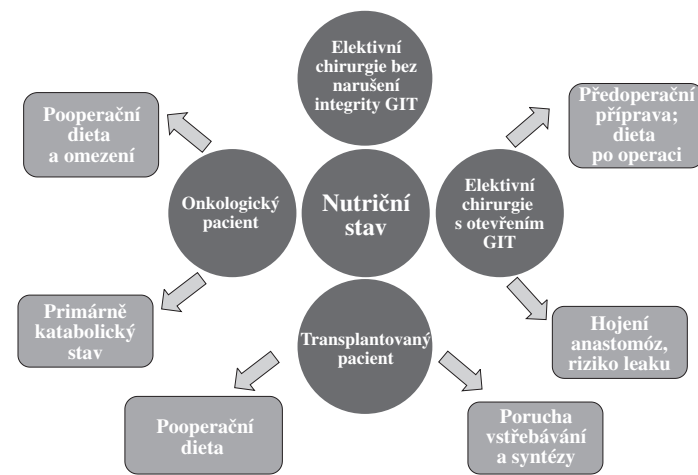 Elektivní
chirurgie bez
narušení
integrity GIT
Pooperační
dieta
a omezení
Předoperační
příprava;
dieta
po operaci
Onkologický
pacient
Nutriční
stav
Elektivní
chirurgie
s otevřením
GIT
Primárně
katabolický
stav
Transplantovaný
pacient
Hojení
anastomóz,
riziko leaku
Pooperační
dieta
Porucha
vstřebávání
a syntézy